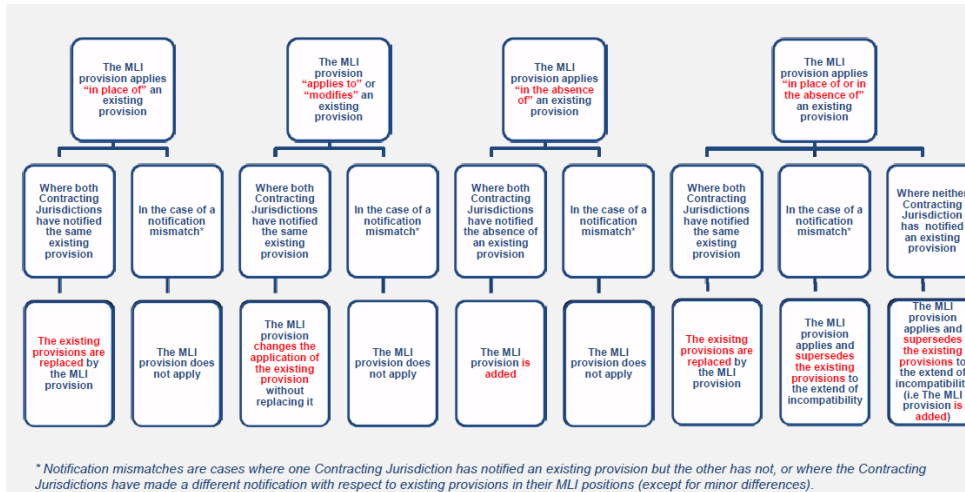 The MLI
provision applies
“in place of” an
existing
provision
The MLI
provision
“applies to” or
“modifies” an
existing
provision
The MLI
provision applies
“in the absence
of” an existing
provision
The MLI
provision applies
“in place of or in
the absence of”
an existing
provision
Where both
Contracting
Jurisdictions
have notified
the same
existing
provision
In the case of a
notification
mismatch*
Where both
Contracting
Jurisdictions
have notified
the same
existing
provision
In the case of a
notification
mismatch*
Where both
Contracting
Jurisdictions
have notified
the absence of
an existing
provision
In the case of a
notification
mismatch*
Where both
Contracting
Jurisdictions
have notified
the same
existing
provision
In the case of a
notification
mismatch*
Where neither
Contracting
Jurisdiction
has notified
an existing
provision
The existing
provisions are
replaced by
the MLI
provision
The MLI
provision does
not apply
The MLI
provision
changes the
application of
the existing
provision
without
replacing it
The MLI
provision does
not apply
The MLI
provision is
added
The MLI
provision does
not apply
The exisitng
provisions are
replaced by
the MLI
provision
The MLI
provision
applies and
supersedes the
existing
provisions to
the extend of
incompatibility
The MLI
provision
applies and
supersedes
the existing
provisions to
the extend of
incompatibility
(i.e The MLI
provision is
added)
* Notification mismatches are cases where one Contracting Jurisdiction has notified an existing provision but the other has not, or where the Contracting
Jurisdictions have made a different notification with respect to existing provisions in their MLI positions (except for minor differences).